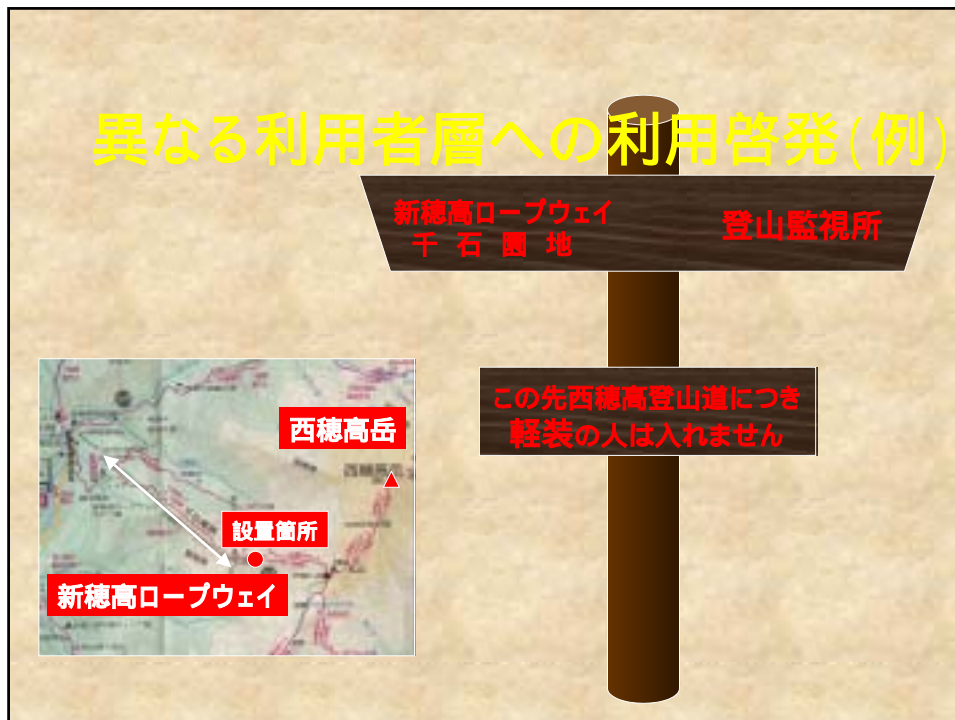 異なる利用者層への利用啓発(例)
新穂高ロープウェイ
千石園地
登山監視所
この先西穂高登山道につき
軽装の人は入れません
西穂高岳
設置箇所
新穂高ロープウェイ